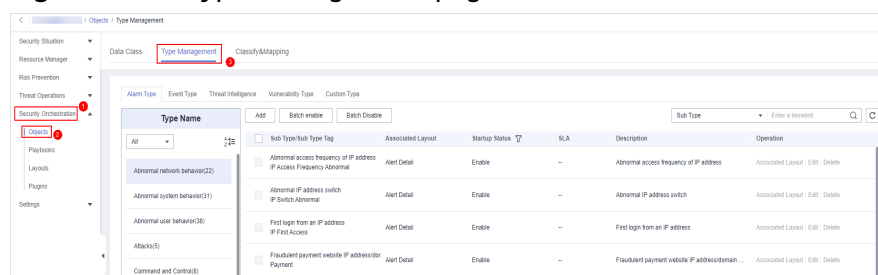 / Objects / Type Management
Security Situation
Resource Manager
Risk Prevention
Threat Operations
Security Orchestration
1
Objects
2
Playbooks
Layouts
Plugins
Settings
Data Class Type Management Classify&Mapping
3
Alarm Type Event Type Threat Intelligence Vulnerability Type Custom Type
Type Name
All
Abnormal network behavior(22)
Abnormal system behavior(31)
Abnormal user behavior(38)
Attacks(5)
Command and Control(8)
Add Batch enable Batch Disable Sub Type Enter a keyword.
Sub Type/Sub Type Tag Associated Layout Startup Status SLA Description Operation
Abnormal access frequency of IP address
IP Access Frequency Abnormal
Alert Detail Enable -- Abnormal access frequency of IP address Associated Layout | Edit | Delete
Abnormal IP address switch
IP Switch Abnormal
Alert Detail Enable -- Abnormal IP address switch Associated Layout | Edit | Delete
First login from an IP address
IP First Access
Alert Detail Enable -- First login from an IP address Associated Layout | Edit | Delete
Fraudulent payment website IP address/dor
Payment
Alert Detail Enable -- Fraudulent payment website IP address/domain ... Associated Layout | Edit | Delete